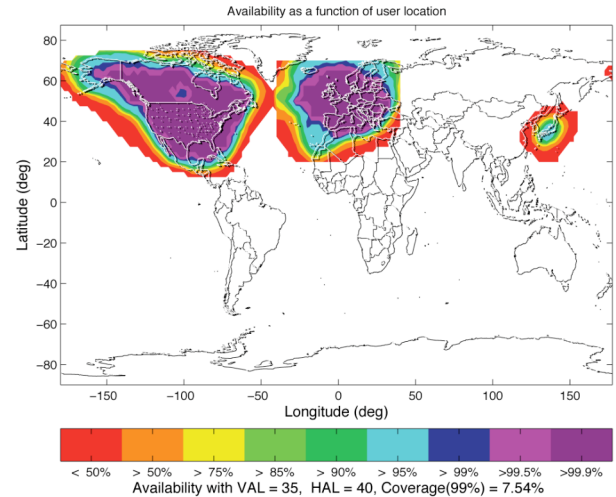 Availability as a function of user location
80
60
40
20
0
−20
−40
−60
−80
Latitude (deg)
−150 −100 −50 0 50 100 150
Longitude (deg)
< 50% > 50% > 75% > 85% > 90% > 95% > 99% >99.5% >99.9%
Availability with VAL = 35, HAL = 40, Coverage(99%) = 7.54%